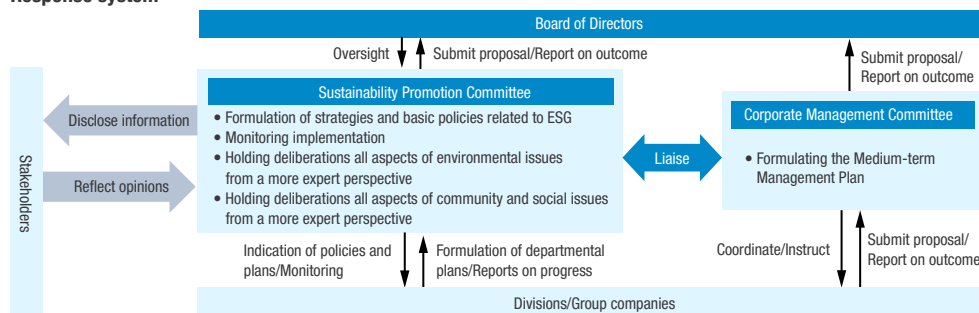 Response system
Board of Directors
Oversight
Submit proposal/Report on outcome
Submit proposal/
Report on outcome
Stakeholders
Disclose information
Reflect opinions
Sustainability Promotion Committee
• Formulation of strategies and basic policies related to ESG
• Monitoring implementation
• Holding deliberations all aspects of environmental issues
from a more expert perspective
• Holding deliberations all aspects of community and social issues
from a more expert perspective
Liaise
Corporate Management Committee
• Formulating the Medium-term
Management Plan
Indication of policies and
plans/Monitoring
Formulation of departmental
plans/Reports on progress
Coordinate/Instruct
Submit proposal/
Report on outcome
Divisions/Group companies